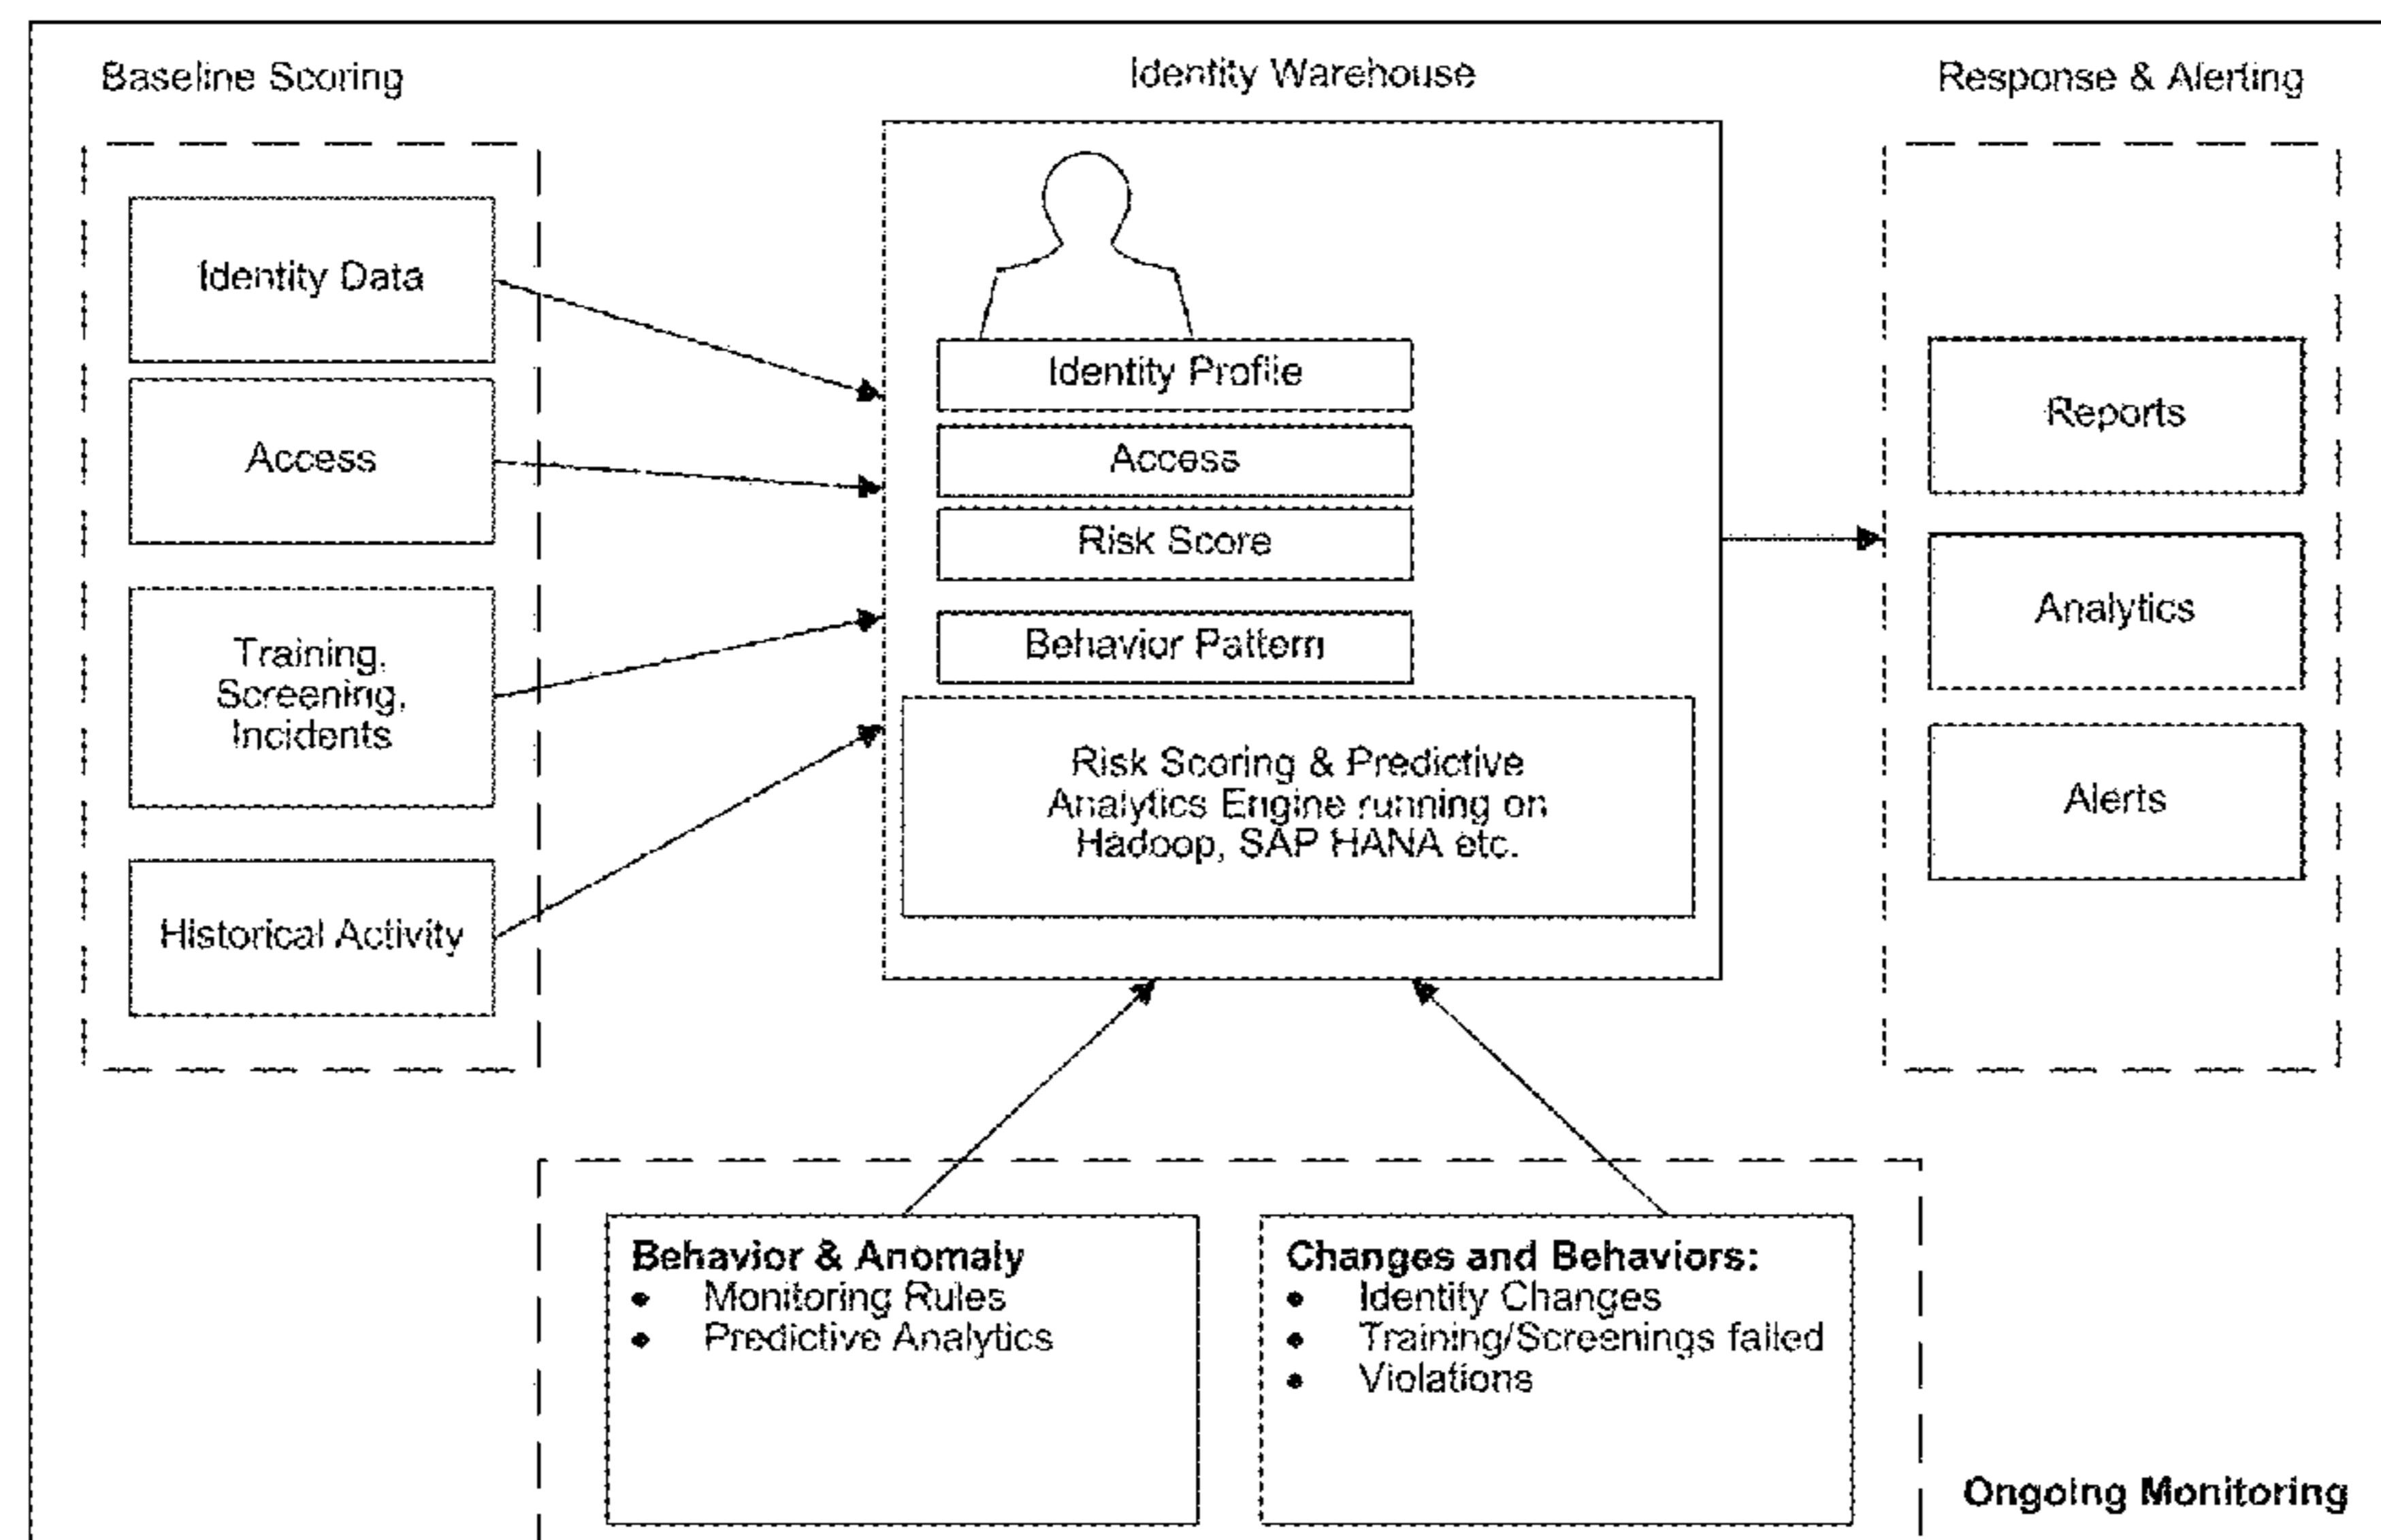 Baseline Scoring
Identity Data
Access
Training,
Screening,
Incidents
Historical Activity
Identity Warehouse
Identity Profile
Access
Risk Score
Behavior Pattern
Risk Scoring & Predictive
Analytics Engine running on
Hadoop, SAP HANA etc.
Response & Alerting
Reports
Analytics
Alerts
Behavior & Anomaly
• Monitoring Rules
• Predictive Analytics
Changes and Behaviors:
• Identity Changes
• Training/Screenings failed
• Violations
Ongoing Monitoring